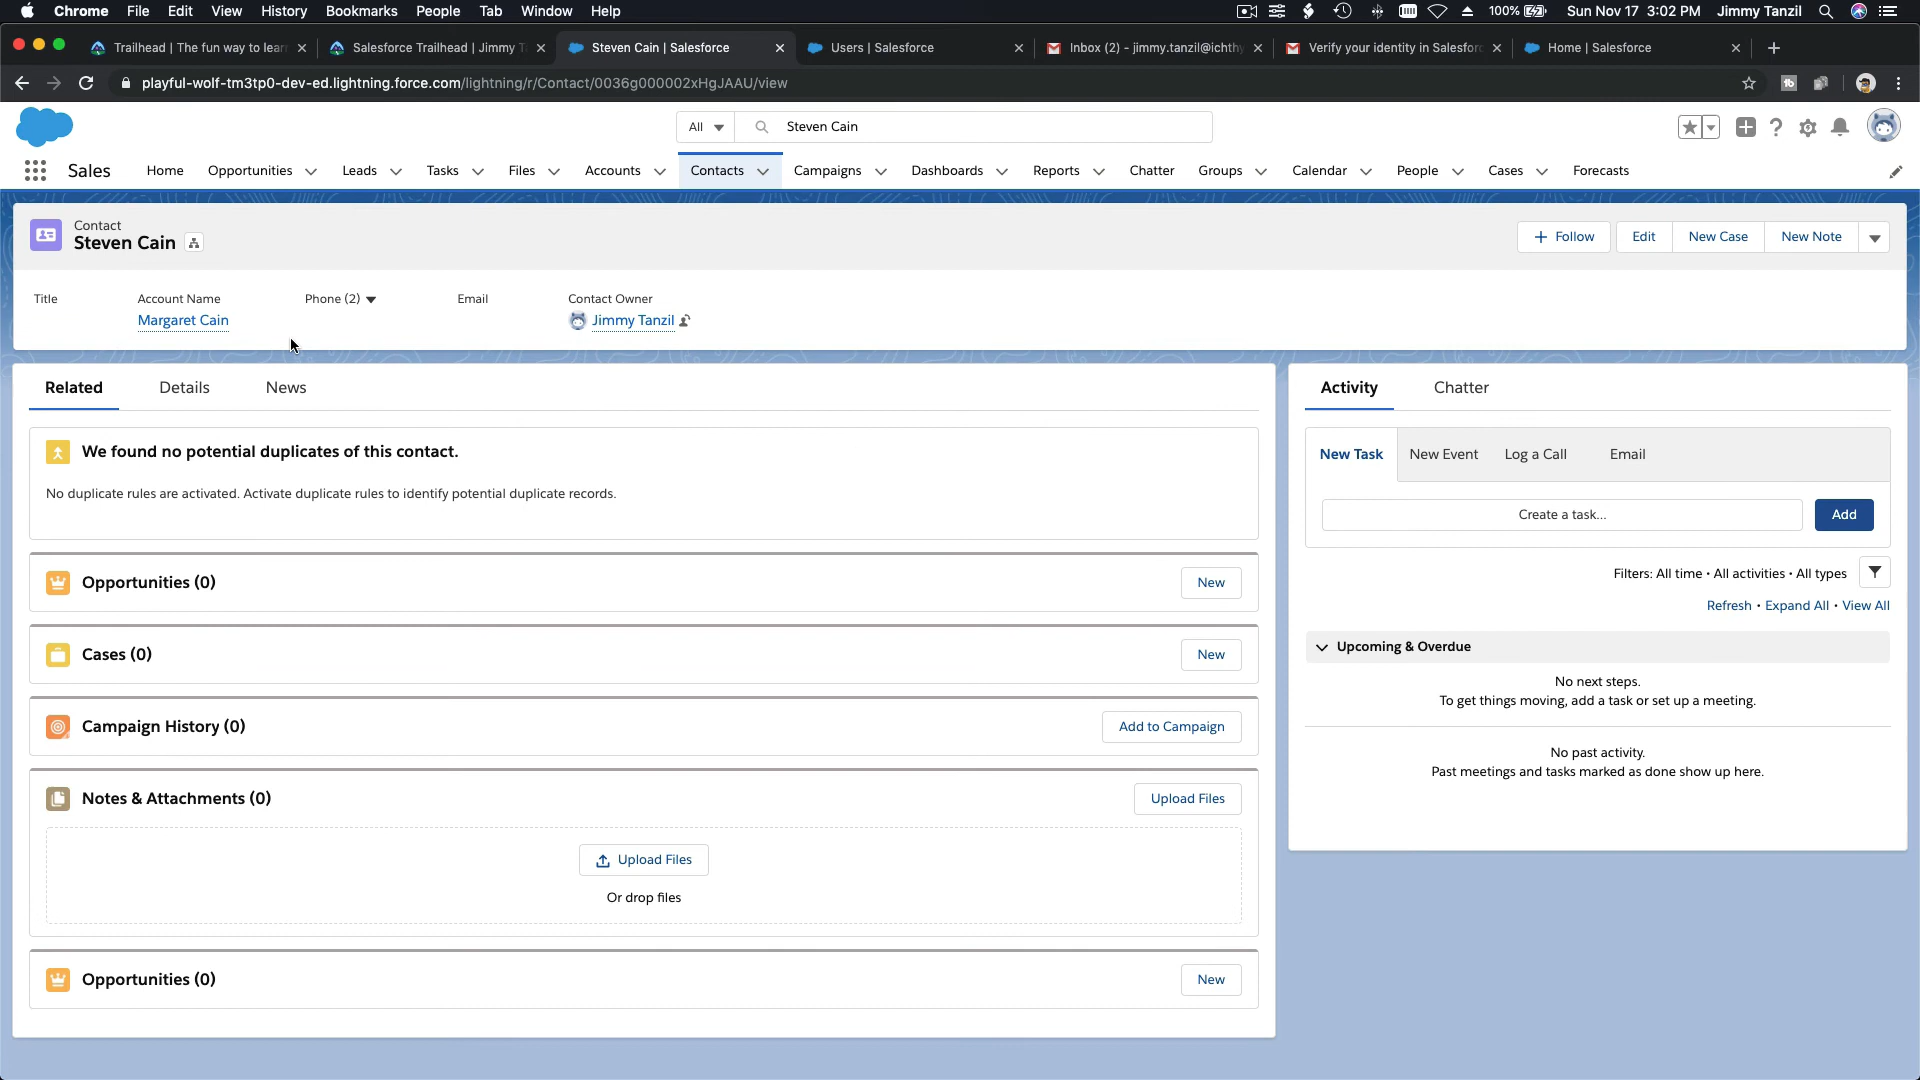 Chrome File Edit View History Bookmarks People Tab Window Help 100% Sun Nov 17 3:02 PM Jimmy Tanzil
Trailhead | The fun way to lear Salesforce Trailhead | Jimmy T Steven Cain | Salesforce Users | Salesforce Inbox (2) - jimmy.tanzil@ichthy Verify your identity in Salesfor Home | Salesforce
playful-wolf-tm3tp0-dev-ed.lightning.force.com/lightning/r/Contact/0036g000002xHgJAAU/view
All Steven Cain
Sales Home Opportunities Leads Tasks Files Accounts Contacts Campaigns Dashboards Reports Chatter Groups Calendar People Cases Forecasts
Contact
Steven Cain
+ Follow Edit New Case New Note
Title Account Name Phone (2) Email Contact Owner
Margaret Cain Jimmy Tanzil
Related Details News
We found no potential duplicates of this contact.
No duplicate rules are activated. Activate duplicate rules to identify potential duplicate records.
Opportunities (0) New
Cases (0) New
Campaign History (0) Add to Campaign
Notes & Attachments (0) Upload Files
Upload Files
Or drop files
Opportunities (0) New
Activity Chatter
New Task New Event Log a Call Email
Create a task... Add
Filters: All time • All activities • All types
Refresh • Expand All • View All
Upcoming & Overdue
No next steps.
To get things moving, add a task or set up a meeting.
No past activity.
Past meetings and tasks marked as done show up here.